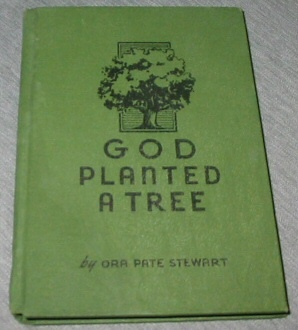 GOD
PLANTED
A TREE
by ORA PATE STEWART